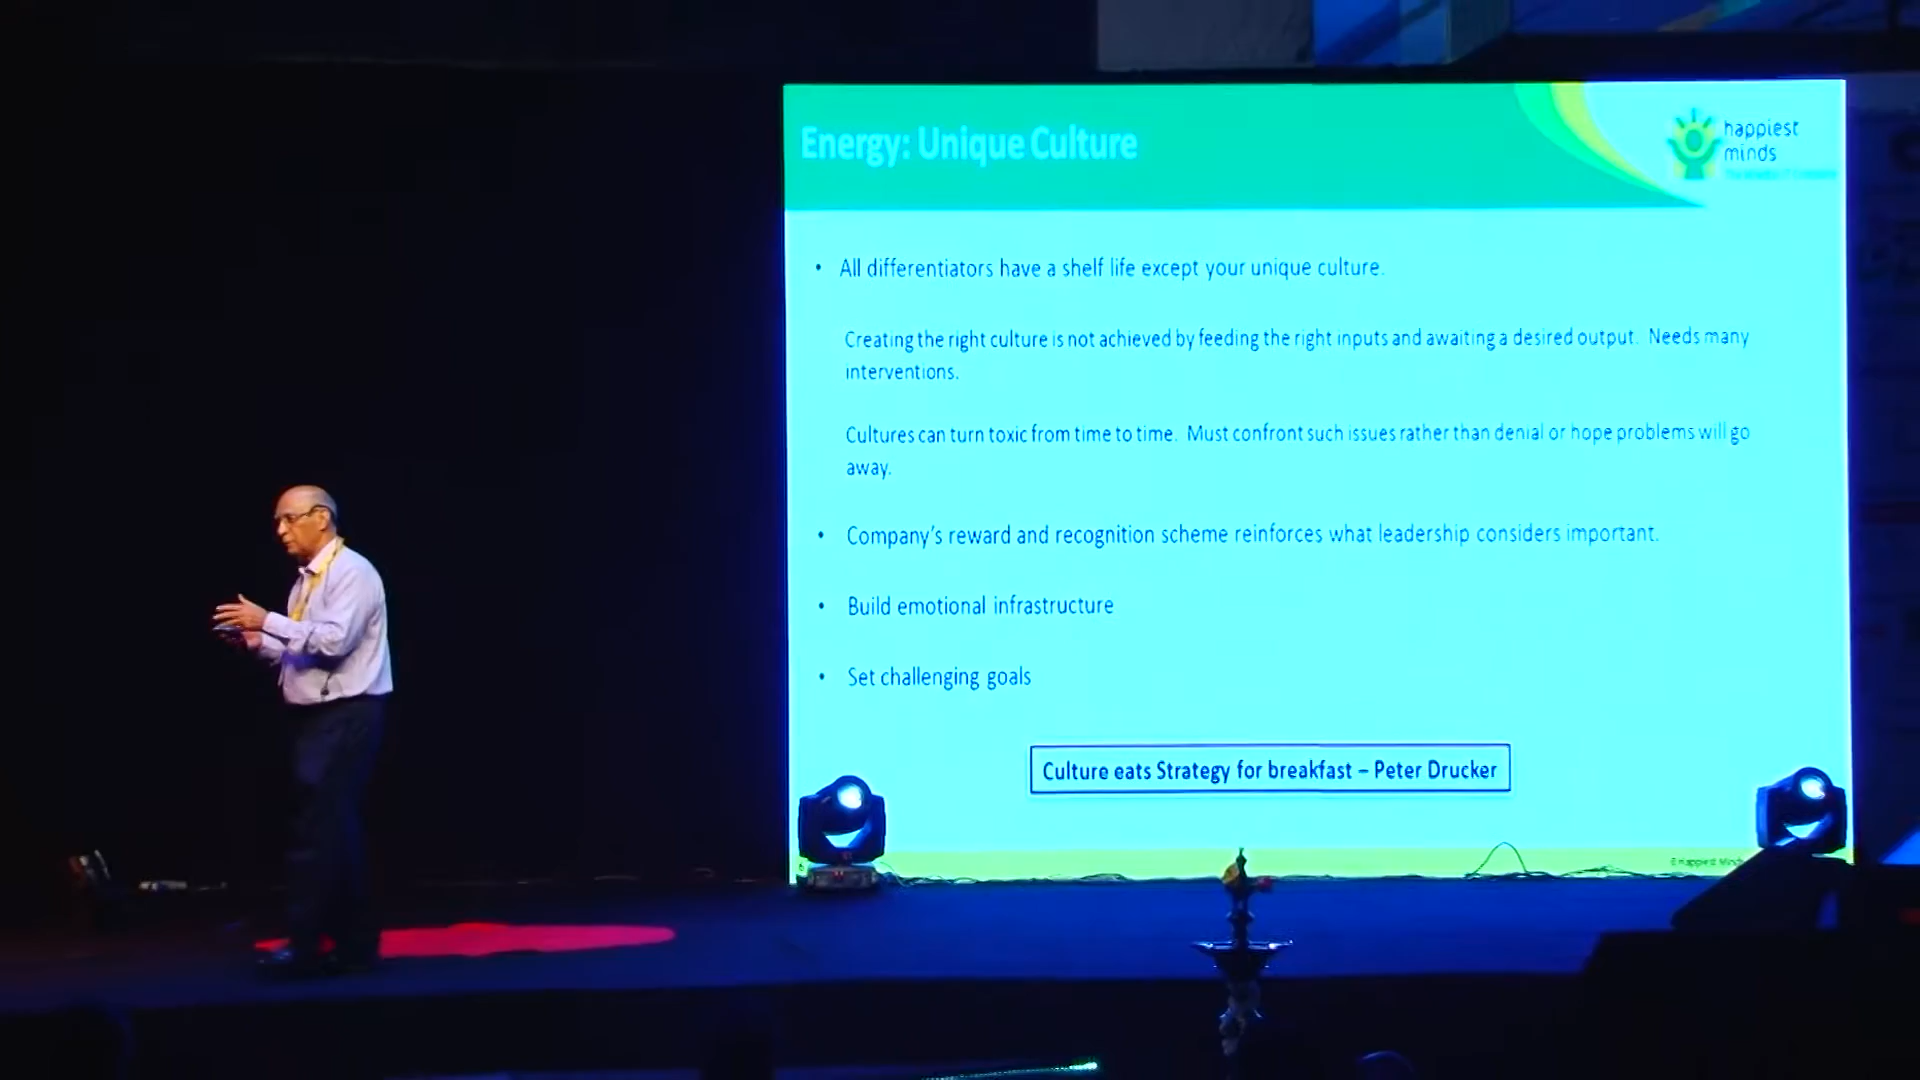 Energy: Unique Culture
happiest
minds
• All differentiators have a shelf life except your unique culture.
Creating the right culture is not achieved by feeding the right inputs and awaiting a desired output. Needs many
interventions.
Cultures can turn toxic from time to time. Must confront such issues rather than denial or hope problems will go
away.
• Company's reward and recognition scheme reinforces what leadership considers important.
• Build emotional infrastructure
• Set challenging goals
Culture eats Strategy for breakfast – Peter Drucker
© Happiest Minds